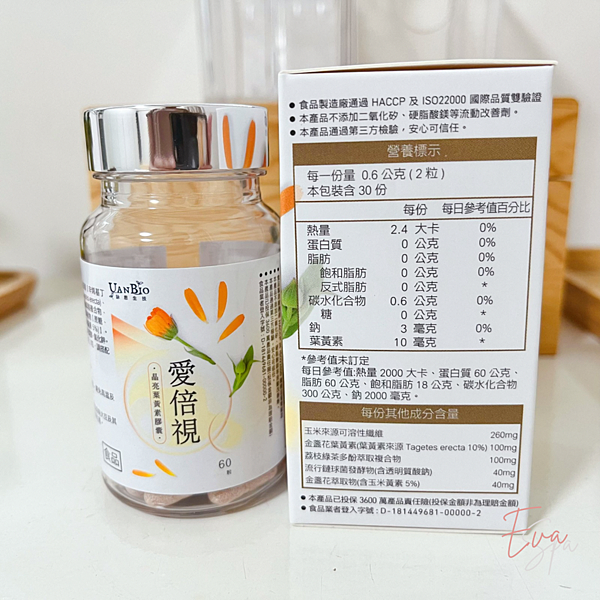 UANBIO
愛倍視
晶亮葉黃素膠囊
食品
60
粒
● 食品製造廠通過 HACCP 及 ISO22000 國際品質雙驗證
● 本產品不添加二氧化矽、硬脂酸鎂等流動改善劑。
● 本產品通過第三方檢驗，安心可信任。
營養標示
每一份量 0.6 公克(2 粒)
本包裝含 30 份
每份 每日參考值百分比
熱量 2.4 大卡 0%
蛋白質 0 公克 0%
脂肪 0 公克 0%
飽和脂肪 0 公克 0%
反式脂肪 0 公克 *
碳水化合物 0.6 公克 0%
糖 0 公克 *
鈉 3 毫克 0%
葉黃素 10 毫克 *
*參考值未訂定
每日參考值:熱量 2000 大卡、蛋白質 60 公克、
脂肪 60 公克、飽和脂肪 18 公克、碳水化合物
300 公克、鈉 2000 毫克。
每份其他成分含量
玉米來源可溶性纖維 260mg
金盞花葉黃素(葉黃素來源 Tagetes erecta 10%) 100mg
荔枝綠茶多酚萃取複合物 100mg
流行鏈球菌發酵物(含透明質酸鈉) 40mg
金盞花萃取物(含玉米黃素 5%) 40mg
● 本產品已投保 3600 萬產品責任險(投保金額非為理賠金額)
● 食品業者登入字號 : D-181449681-00000-2
Eva
spa